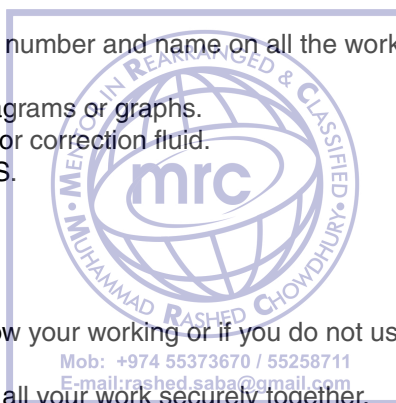 number and name on all the work
agrams or graphs.
or correction fluid.
S.
MENTOR IN REARRANGED & CLASSIFIED
mrc
MUHAMMAD RASHED CHOWDHURY
ow your working or if you do not us
Mob: +974 55373670 / 55258711
E-mail:rashed.saba@gmail.com
all your work securely together.